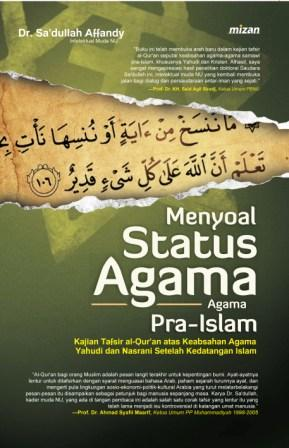 Dr. Sa'dullah Affandy
Intelektual Muda NU
mizan
"Buku ini telah membuka arah baru dalam kajian tafsir
al-Qur'an seputar keabsahan agama-agama samawi
pra-Islam, khususnya Yahudi dan Kristen. Alhasil, saya
sangat mengapresiasi hasil penelitian doktoral Saudara
Sa'dullah ini, intelektual muda NU yang kembali membuka
jalan bagi dialog dan persaudaraan antar-iman yang sejati."
—Prof. Dr. KH. Said Aqil Siradj, Ketua Umum PBNU
مَا نَنسَخْ مِنْ ءَايَةٍ أَوْ نُنسِهَا نَأْتِ بِخَ
تَعْلَمْ أَنَّ اللَّهَ عَلَىٰ كُلِّ شَيْءٍ قَدِيرٌ ١٠٦
Menyoal
Status
Agama
Agama
Pra-Islam
Kajian Tafsir al-Qur'an atas Keabsahan Agama
Yahudi dan Nasrani Setelah Kedatangan Islam
"Al-Qur'an bagi orang Muslim adalah pesan langit terakhir untuk kepentingan bumi. Ayat-ayatnya
lentur untuk ditafsirkan dengan syarat menguasai bahasa Arab, paham sejarah turunnya ayat, dan
mengerti pula lingkungan sosio-ekonomi-politik-kultural Arabia yang turut melatarbelakangi
pesan-pesan itu disampaikan sebagai petunjuk bagi manusia sepanjang masa. Karya Dr. Sa'dullah,
kader muda NU, yang ada di tangan pembaca ini adalah salah satu corak tafsir yang lentur itu yang
telah lama menjadi isu kontroversial di kalangan umat manusia."
—Prof. Dr. Ahmad Syafii Maarif, Ketua Umum PP Muhammadiyah 1998-2005